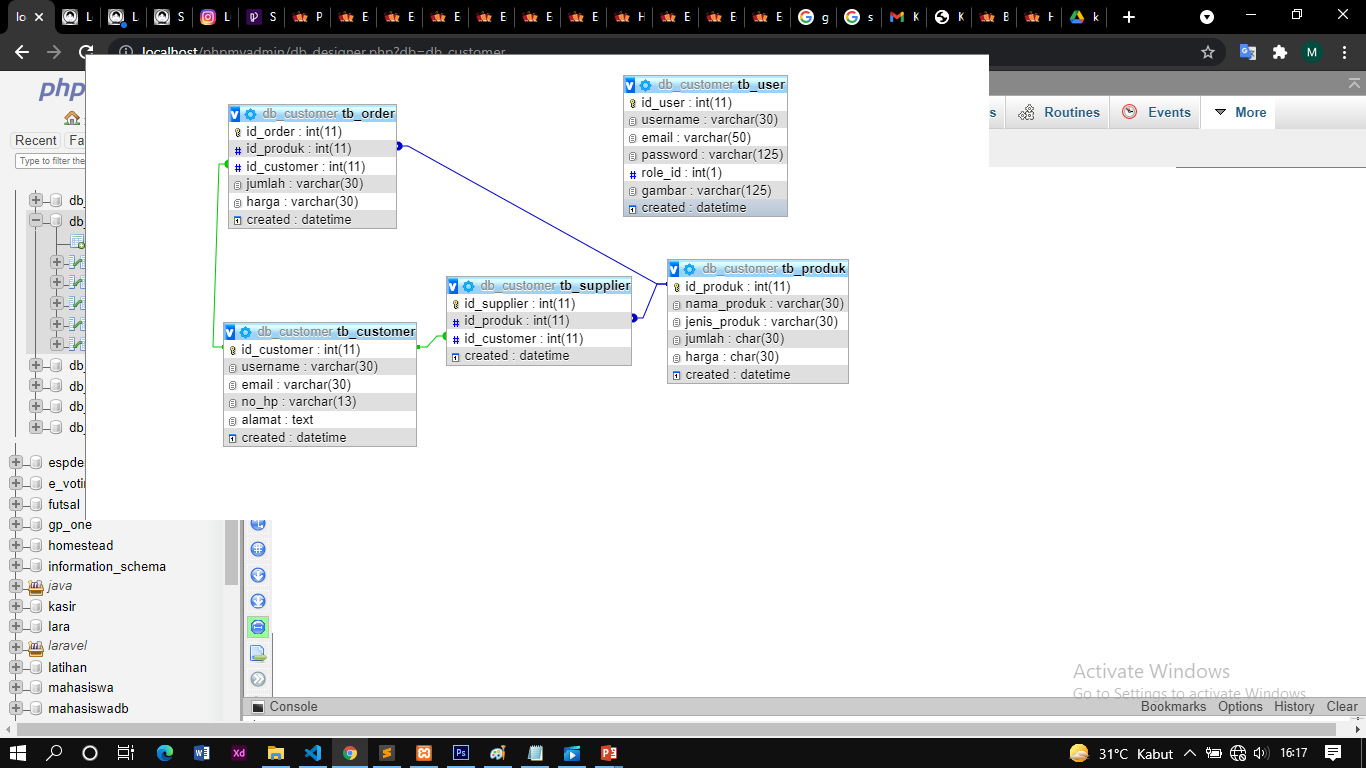 lo
L
L
S
L
S
P
E
E
E
E
E
E
H
E
E
E
g
s
K
K
B
H
k
localhost/phpmyadmin/db_designer.php?db=db_customer
M
php
Recent
Fa
Type to filter the
db_
db_
db_
db_
db_
db_
espde
e_votin
futsal
gp_one
homestead
information_schema
java
kasir
lara
laravel
latihan
mahasiswa
mahasiswadb
s
Routines
Events
More
db_customer tb_order
id_order : int(11)
id_produk : int(11)
id_customer : int(11)
jumlah : varchar(30)
harga : varchar(30)
created : datetime
db_customer tb_user
id_user : int(11)
username : varchar(30)
email : varchar(50)
password : varchar(125)
role_id : int(1)
gambar : varchar(125)
created : datetime
db_customer tb_supplier
id_supplier : int(11)
id_produk : int(11)
id_customer : int(11)
created : datetime
db_customer tb_produk
id_produk : int(11)
nama_produk : varchar(30)
jenis_produk : varchar(30)
jumlah : char(30)
harga : char(30)
created : datetime
db_customer tb_customer
id_customer : int(11)
username : varchar(30)
email : varchar(30)
no_hp : varchar(13)
alamat : text
created : datetime
Activate Windows
Go to Settings to activate Windows.
Console
Bookmarks Options History Clear
31°C Kabut
16:17